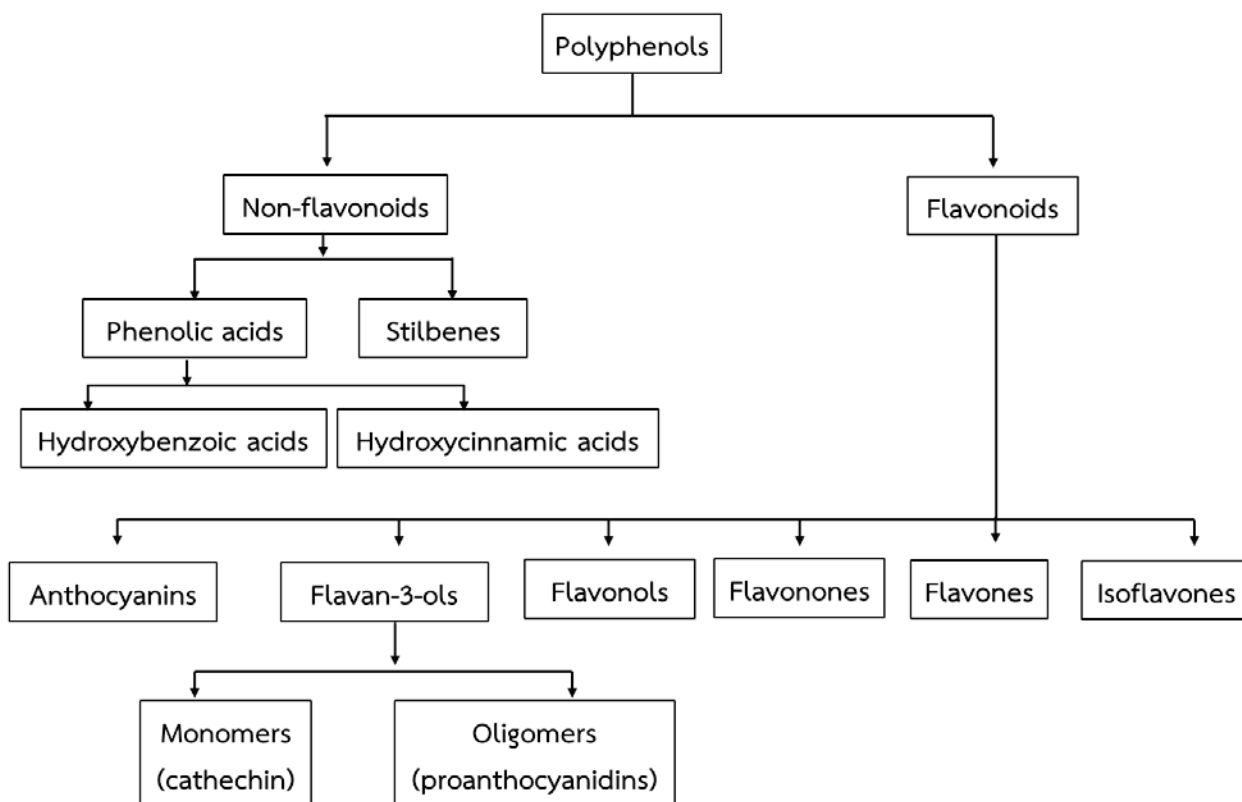 Polyphenols
Non-flavonoids
Flavonoids
Phenolic acids
Stilbenes
Hydroxybenzoic acids
Hydroxycinnamic acids
Anthocyanins
Flavan-3-ols
Flavonols
Flavonones
Flavones
Isoflavones
Monomers
(cathechin)
Oligomers
(proanthocyanidins)